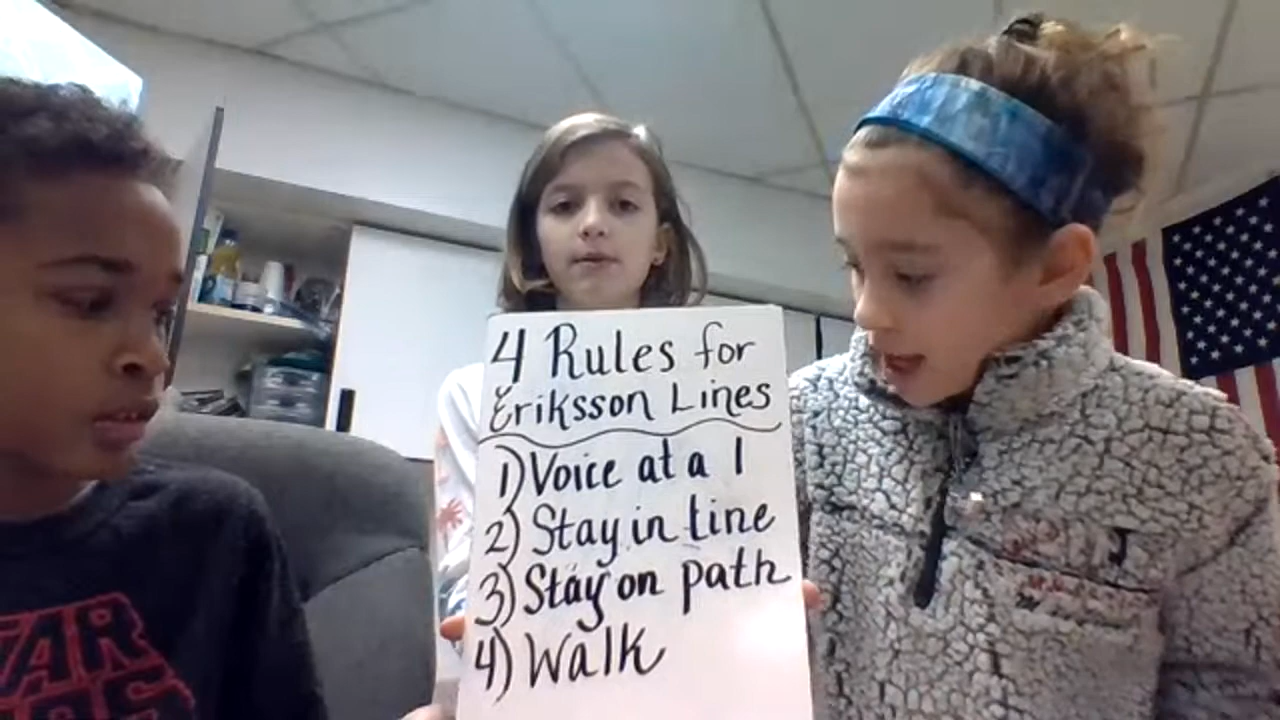 4 Rules for
Eriksson Lines
1) Voice at a 1
2) Stay in line
3) Stay on path
4) Walk